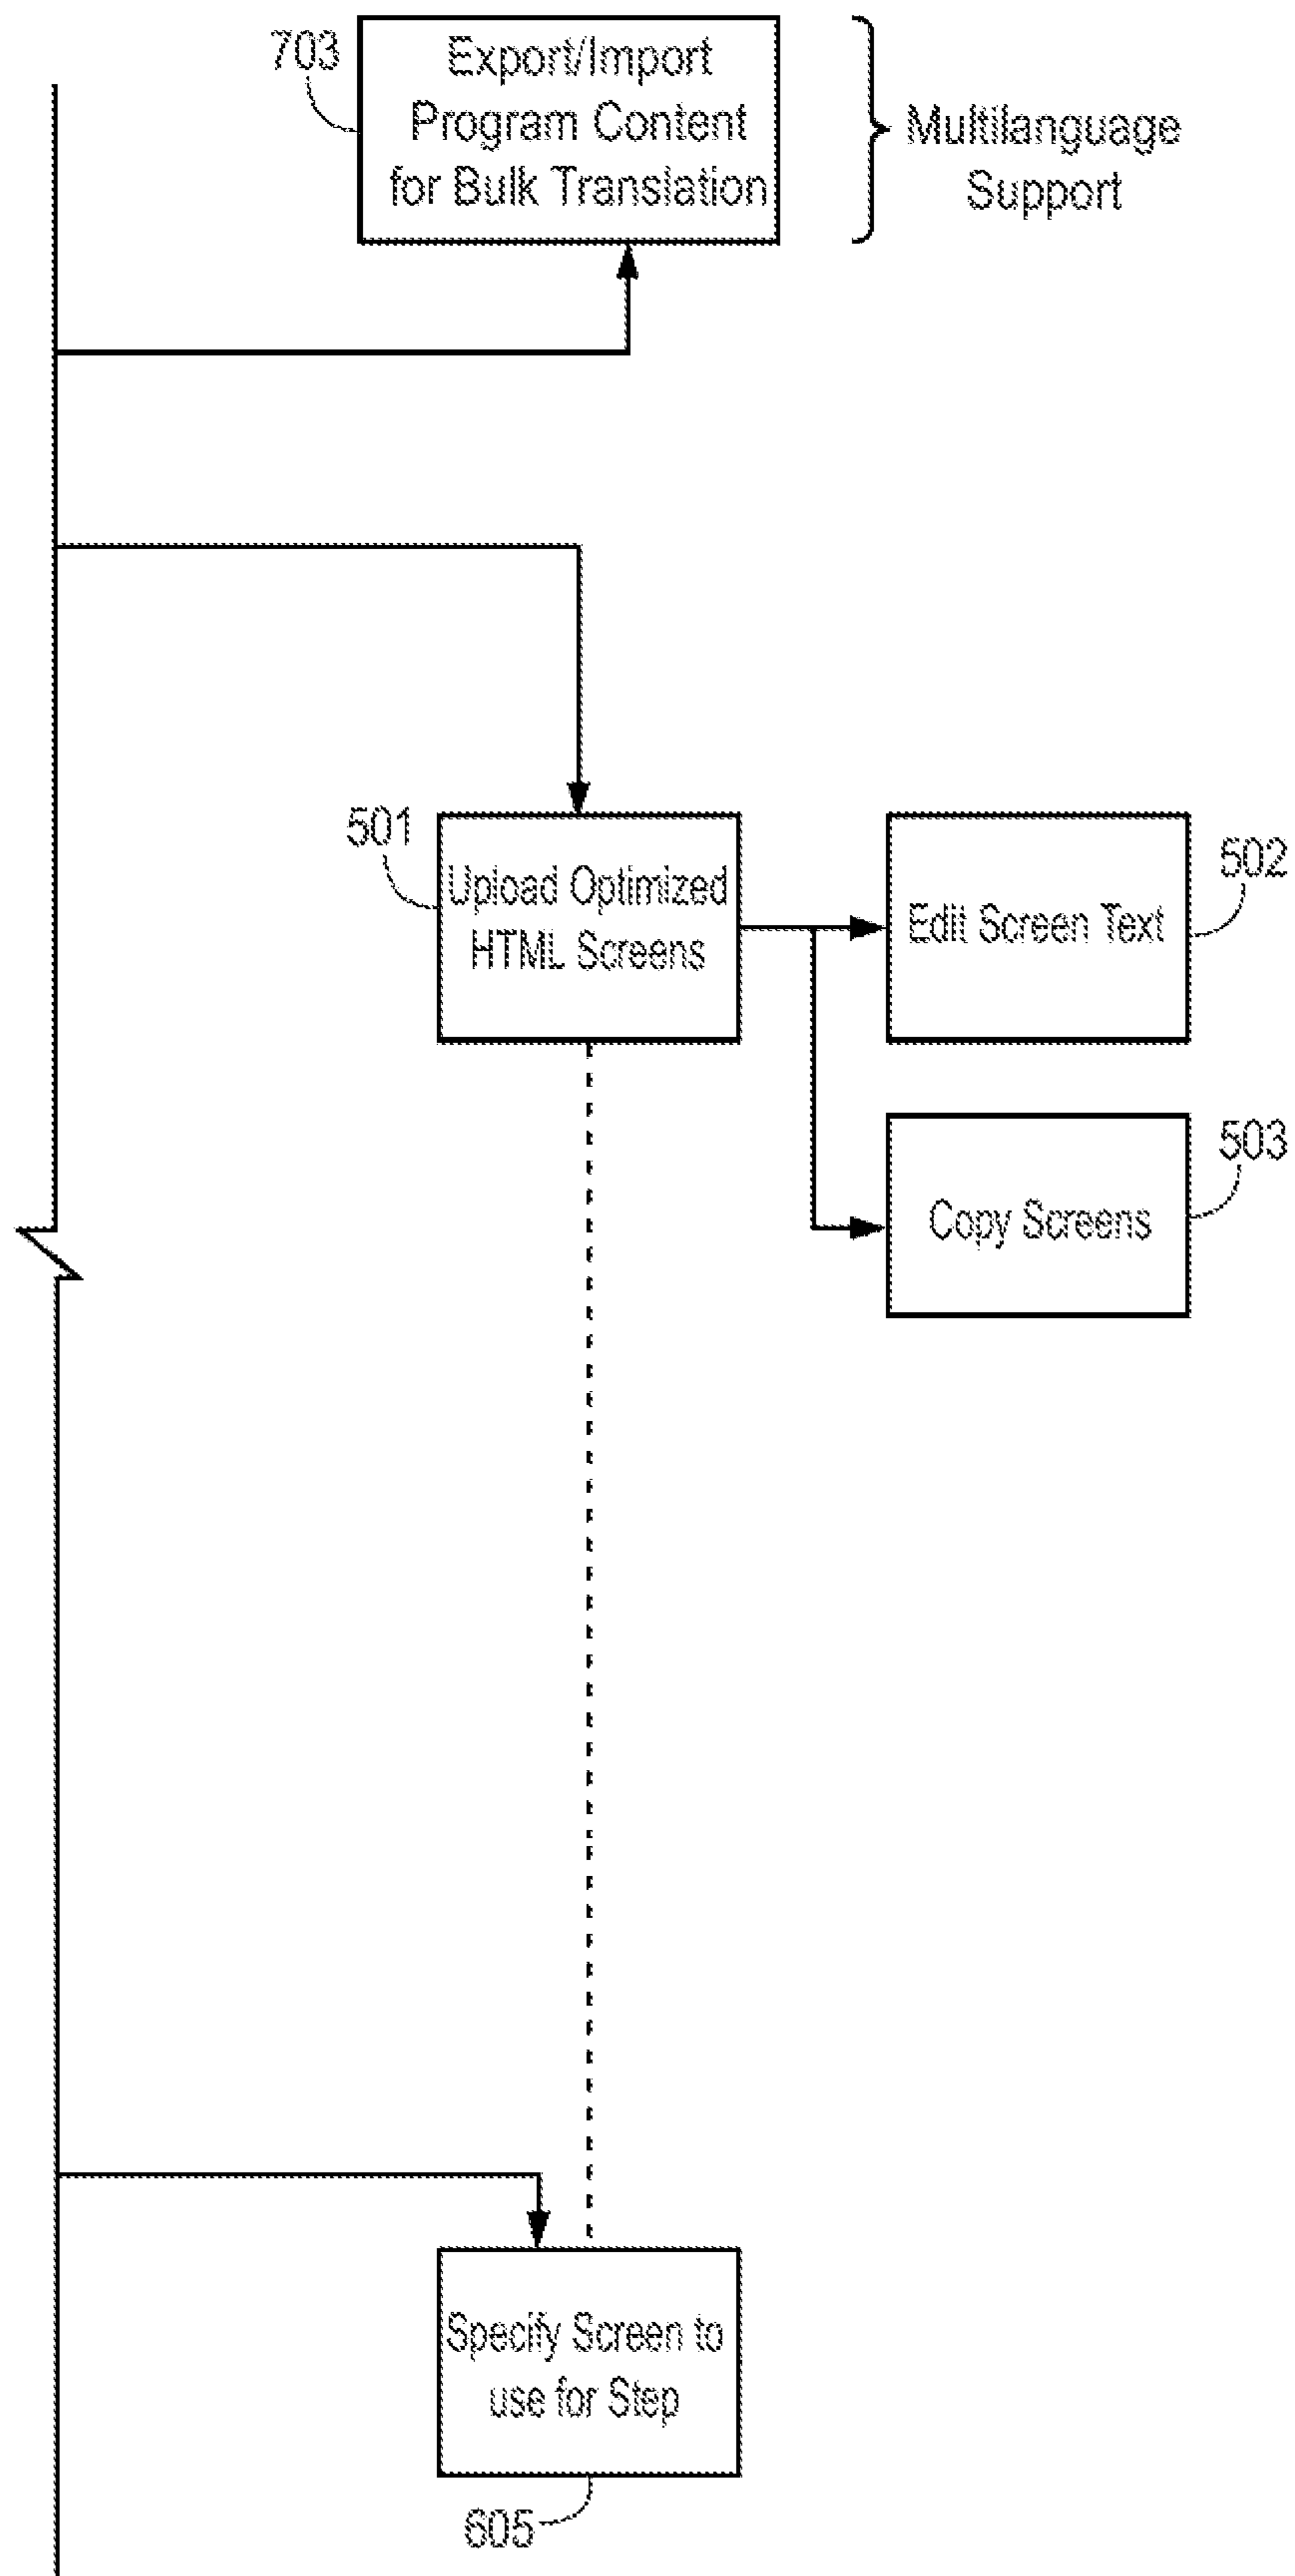 703
Export/Import
Program Content
for Bulk Translation
Multilanguage
Support
501
Upload Optimized
HTML Screens
Edit Screen Text
502
Copy Screens
503
Specify Screen to
use for Step
605